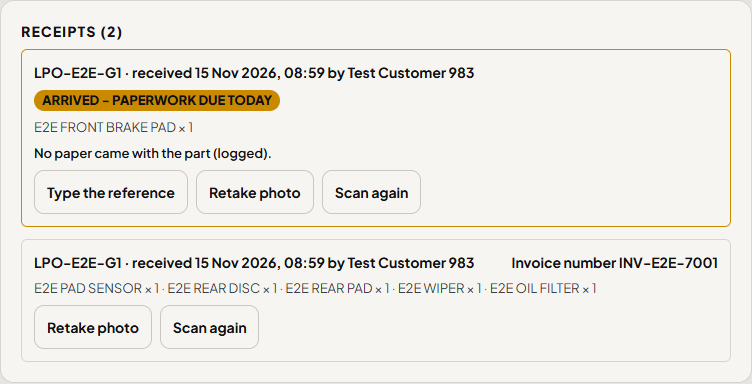 RECEIPTS (2)
LPO-E2E-G1 · received 15 Nov 2026, 08:59 by Test Customer 983
ARRIVED – PAPERWORK DUE TODAY
E2E FRONT BRAKE PAD × 1
No paper came with the part (logged).
Type the reference Retake photo Scan again
LPO-E2E-G1 · received 15 Nov 2026, 08:59 by Test Customer 983 Invoice number INV-E2E-7001
E2E PAD SENSOR × 1 · E2E REAR DISC × 1 · E2E REAR PAD × 1 · E2E WIPER × 1 · E2E OIL FILTER × 1
Retake photo Scan again